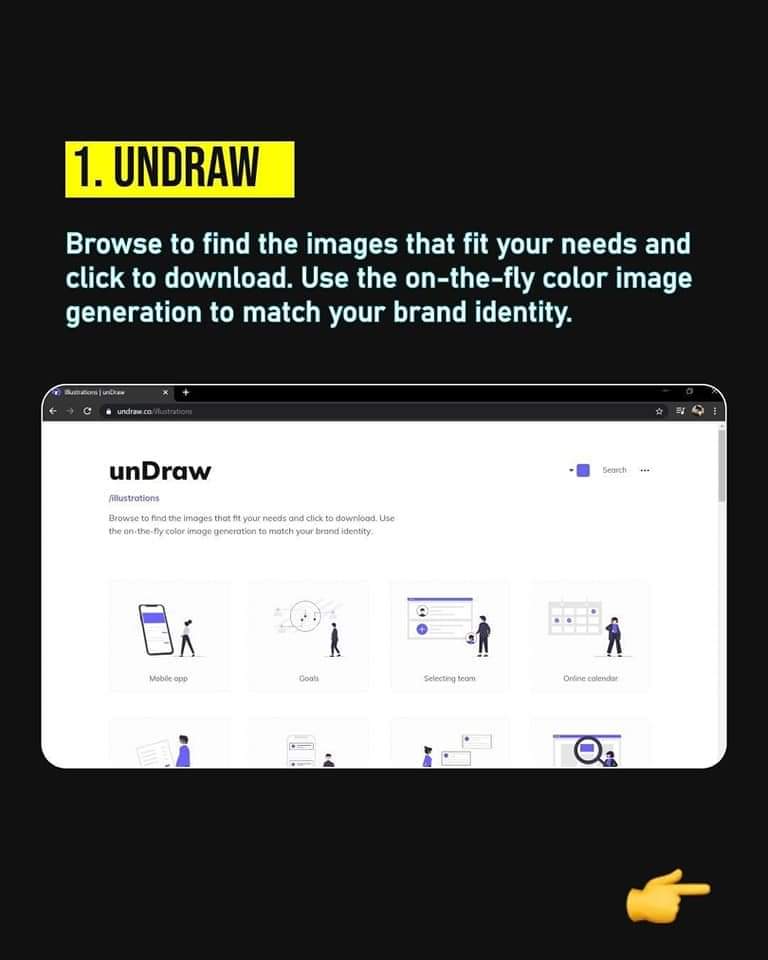 1. UNDRAW
Browse to find the images that fit your needs and
click to download. Use the on-the-fly color image
generation to match your brand identity.
Illustrations | unDraw
undraw.co/illustrations
unDraw
Search
/illustrations
Browse to find the images that fit your needs and click to download. Use
the on-the-fly color image generation to match your brand identity.
Mobile app
Goals
Selecting team
Online calendar